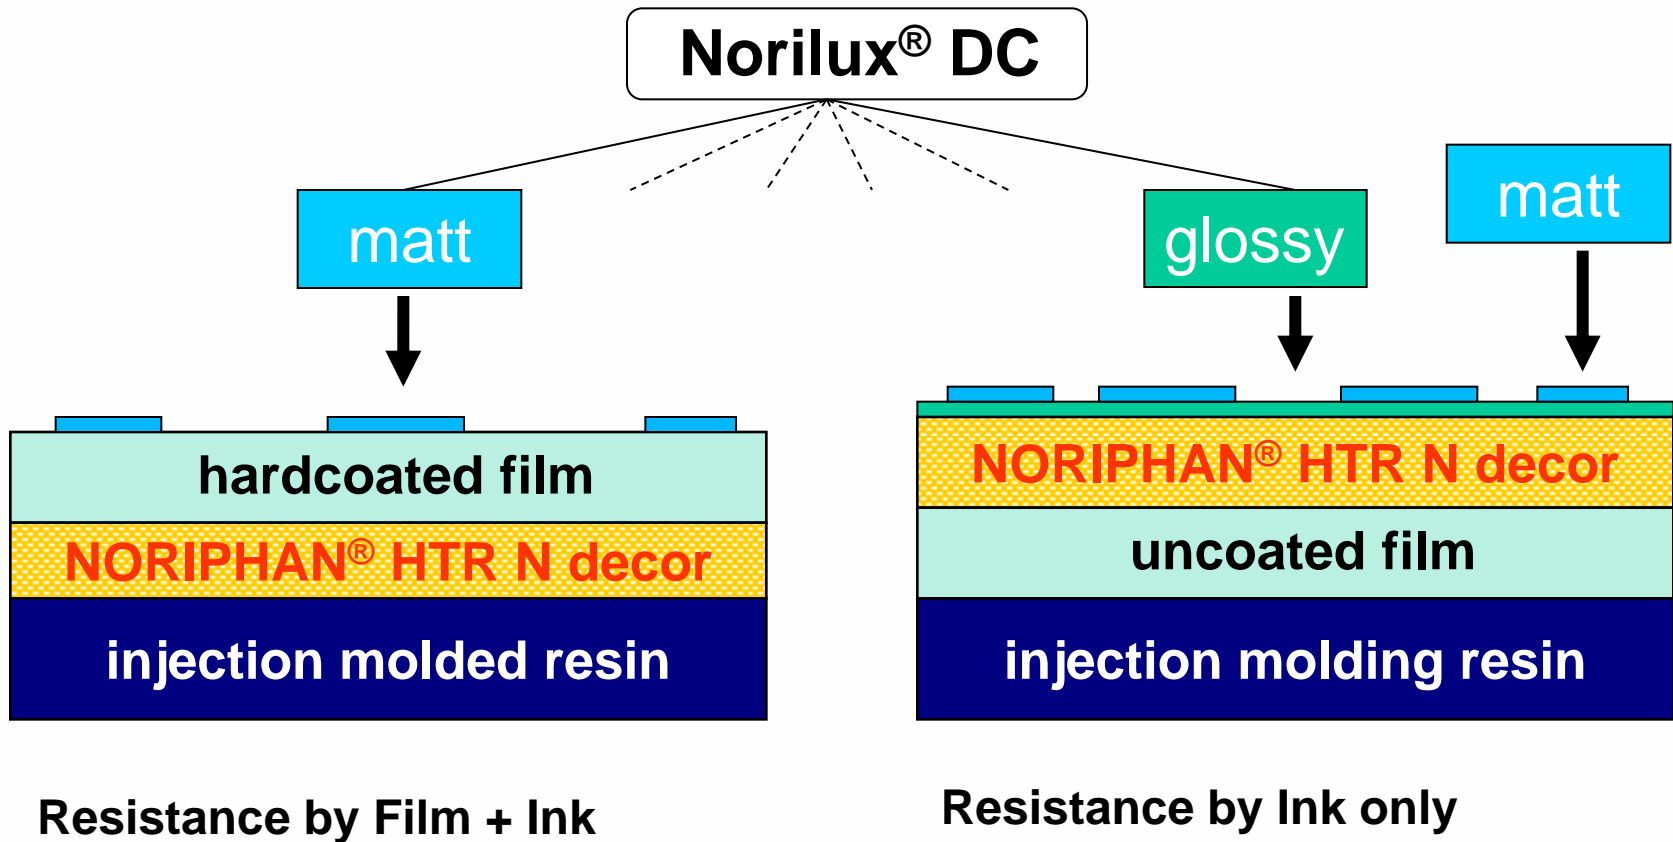 Norilux® DC
matt
glossy
matt
hardcoated film
NORIPHAN® HTR N decor
injection molded resin
Resistance by Film + Ink
NORIPHAN® HTR N decor
uncoated film
injection molding resin
Resistance by Ink only